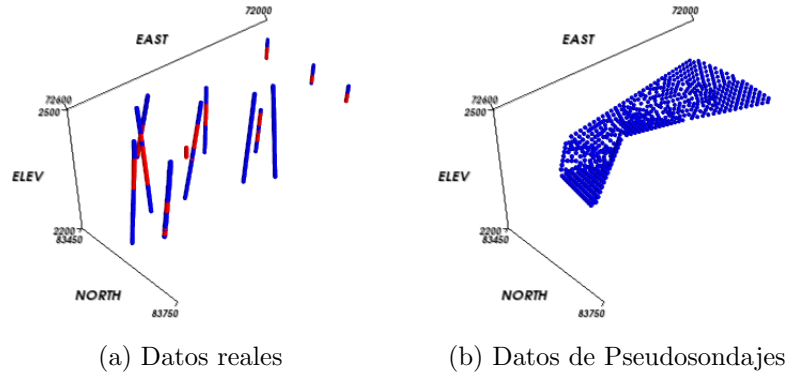 72000
EAST
72600
2500
ELEV
2200
83450
NORTH
83750
(a) Datos reales
72000
EAST
72600
2500
ELEV
2200
83450
NORTH
83750
(b) Datos de Pseudosondajes